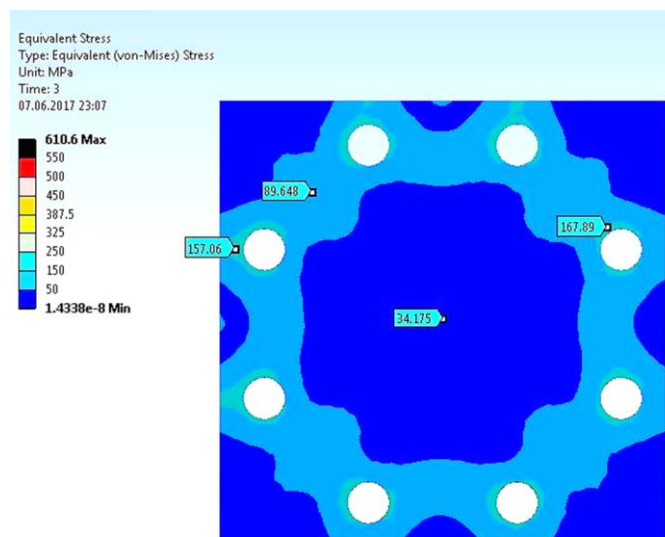 Equivalent Stress
Type: Equivalent (von-Mises) Stress
Unit: MPa
Time: 3
07.06.2017 23:07
610.6 Max
550
500
450
387.5
325
250
150
50
1.4338e-8 Min
89.648
157.06
167.89
34.175